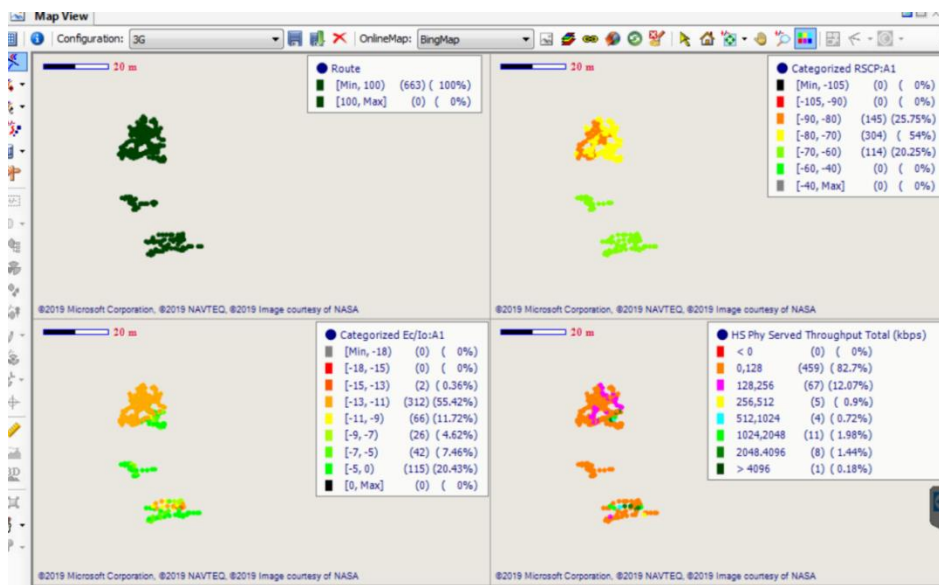 Map View
Configuration: 3G OnlineMap: BingMap
20 m
Route
[Min, 100) (663) ( 100%)
[100, Max] (0) ( 0%)
©2019 Microsoft Corporation, ©2019 NAVTEQ, ©2019 Image courtesy of NASA
20 m
Categorized RSCP:A1
[Min, -105) (0) ( 0%)
[-105, -90) (0) ( 0%)
[-90, -80) (145) (25.75%)
[-80, -70) (304) ( 54%)
[-70, -60) (114) (20.25%)
[-60, -40) (0) ( 0%)
[-40, Max] (0) ( 0%)
©2019 Microsoft Corporation, ©2019 NAVTEQ, ©2019 Image courtesy of NASA
20 m
Categorized Ec/Io:A1
[Min, -18) (0) ( 0%)
[-18, -15) (0) ( 0%)
[-15, -13) (2) ( 0.36%)
[-13, -11) (312) (55.42%)
[-11, -9) (66) (11.72%)
[-9, -7) (26) ( 4.62%)
[-7, -5) (42) ( 7.46%)
[-5, 0) (115) (20.43%)
[0, Max] (0) ( 0%)
©2019 Microsoft Corporation, ©2019 NAVTEQ, ©2019 Image courtesy of NASA
20 m
HS Phy Served Throughput Total (kbps)
< 0 (0) ( 0%)
0,128 (459) ( 82.7%)
128,256 (67) (12.07%)
256,512 (5) ( 0.9%)
512,1024 (4) ( 0.72%)
1024,2048 (11) ( 1.98%)
2048.4096 (8) ( 1.44%)
> 4096 (1) ( 0.18%)
©2019 Microsoft Corporation, ©2019 NAVTEQ, ©2019 Image courtesy of NASA